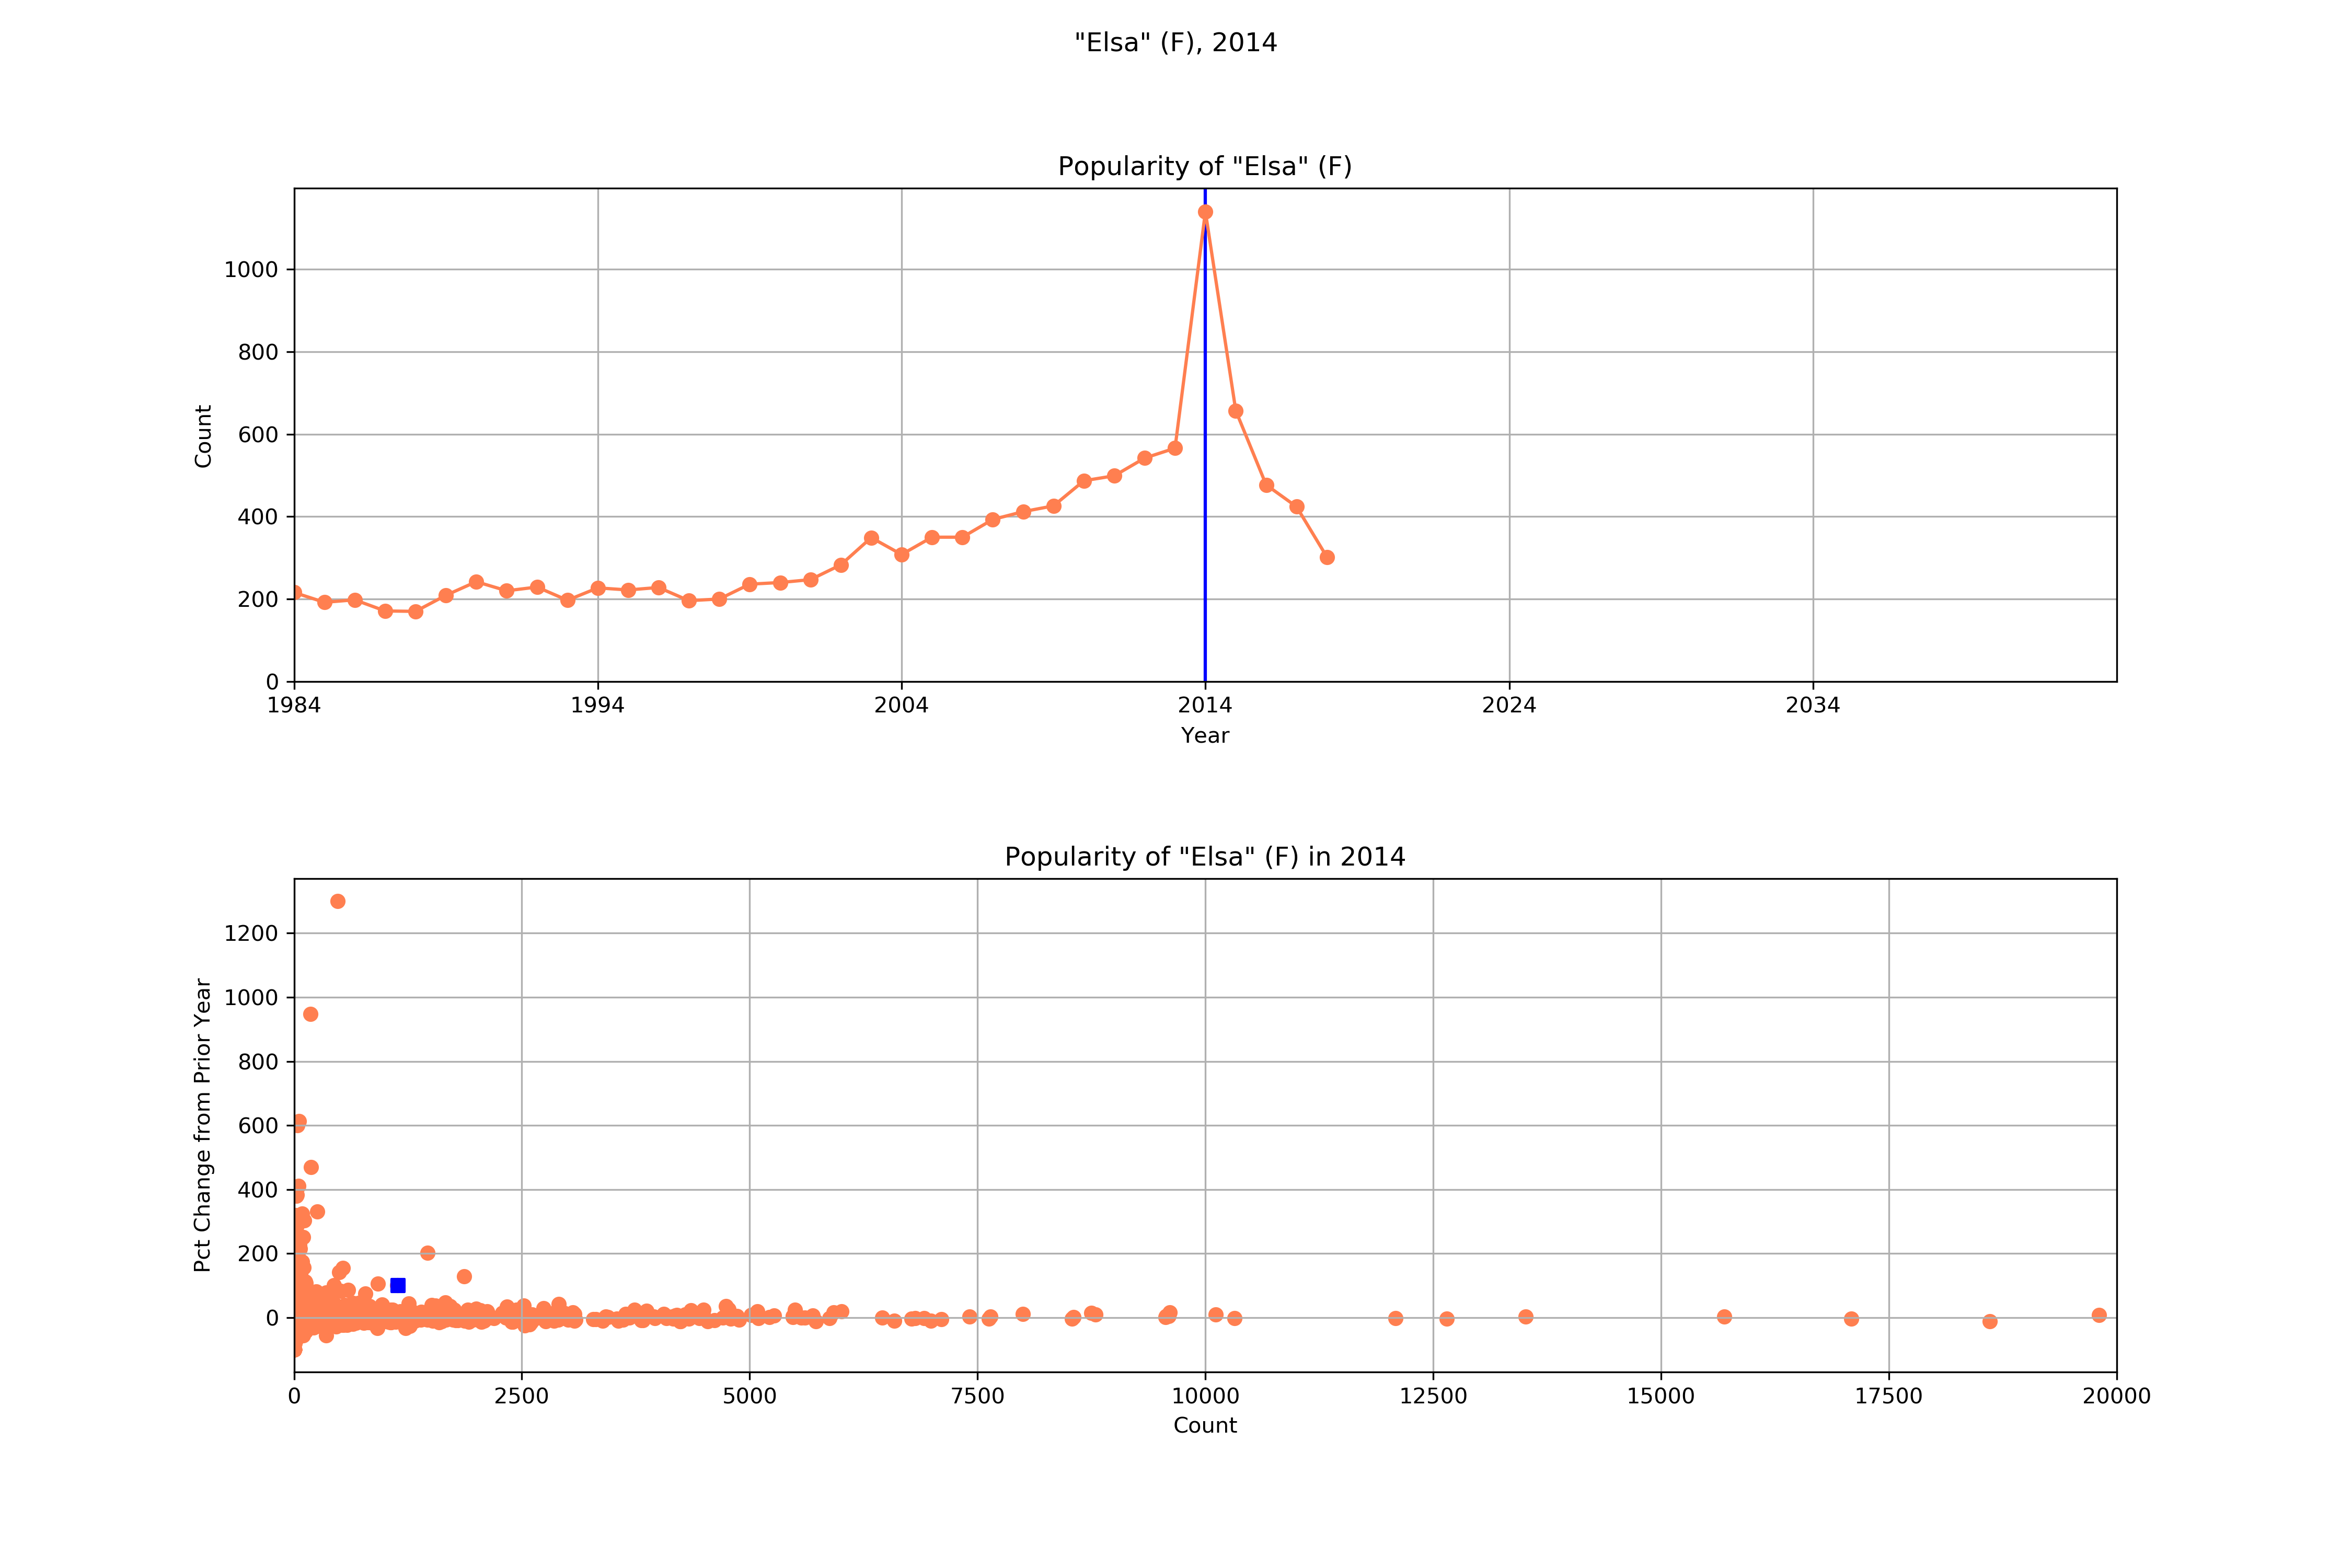 "Elsa" (F), 2014
Popularity of "Elsa" (F)
1000
800
600
400
200
0
Count
1984 1994 2004 2014 2024 2034
Year
Popularity of "Elsa" (F) in 2014
1200
1000
800
600
400
200
0
Pct Change from Prior Year
0 2500 5000 7500 10000 12500 15000 17500 20000
Count